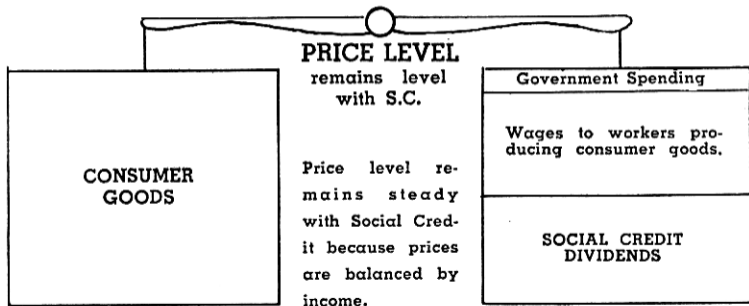 PRICE LEVEL
remains level
with S.C.
CONSUMER
GOODS
Price level re-
mains steady
with Social Cred-
it because prices
are balanced by
income.
Government Spending
Wages to workers pro-
ducing consumer goods.
SOCIAL CREDIT
DIVIDENDS